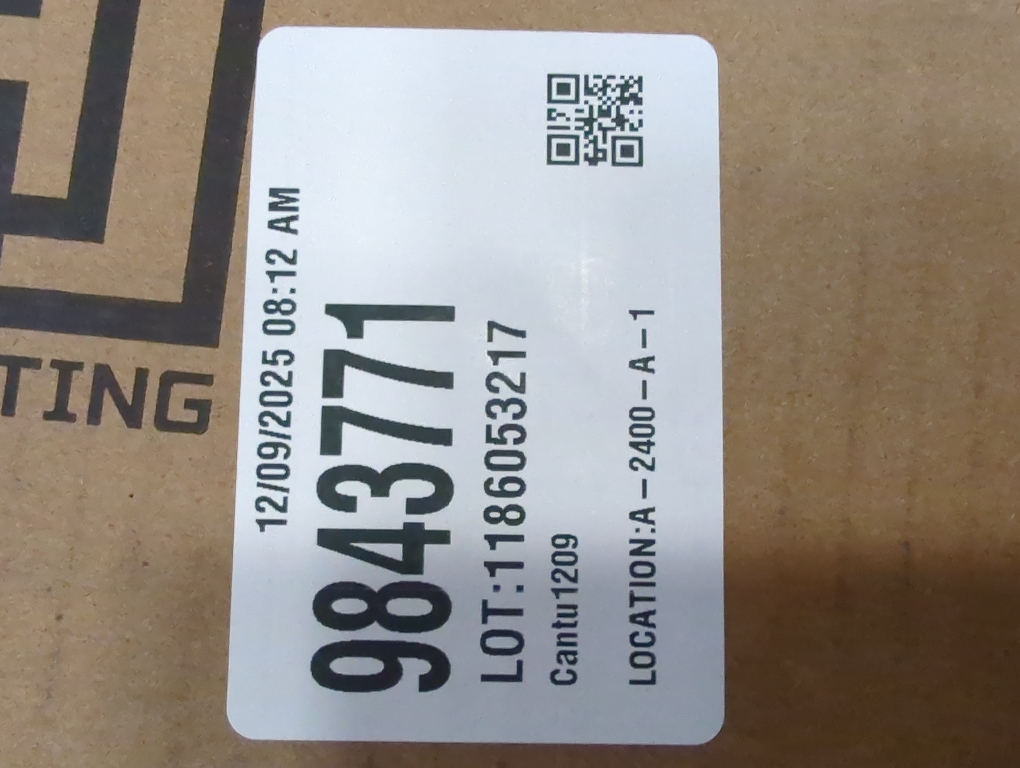 12/09/2025 08:12 AM
9843771
LOT:1186053217
Cantu1209
LOCATION:A-2400-A-1
TING